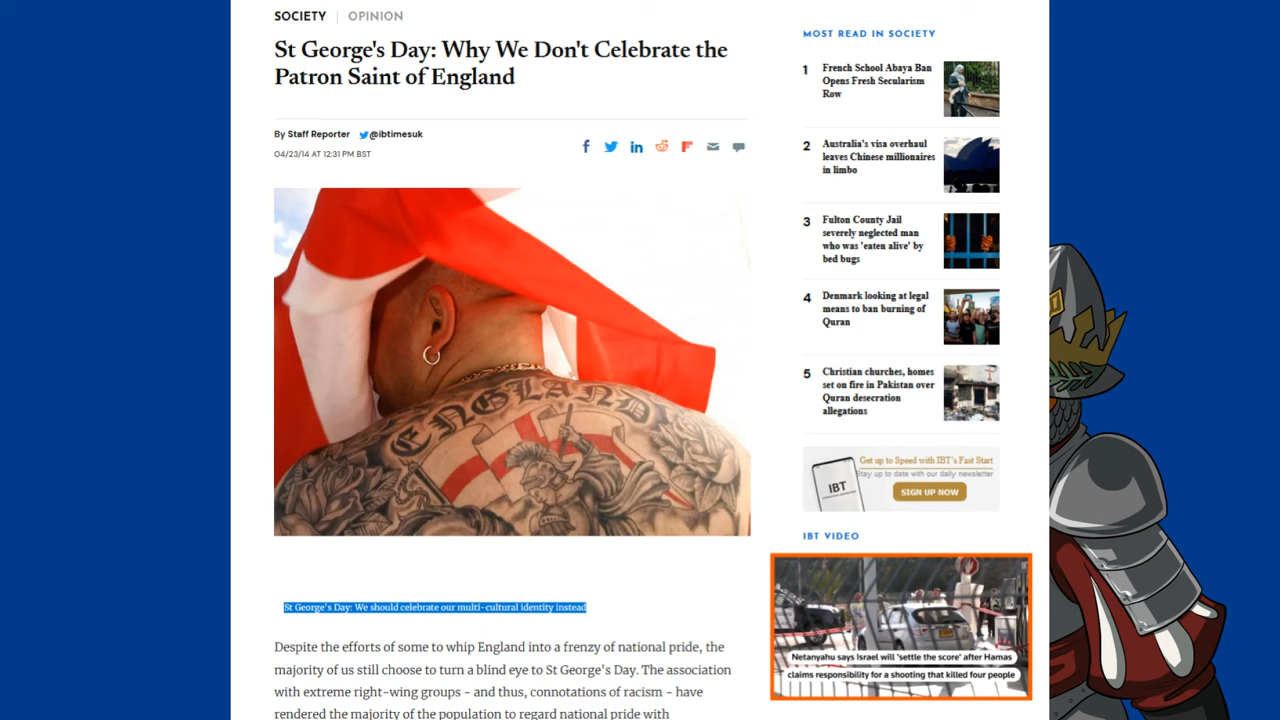 SOCIETY | OPINION
St George's Day: Why We Don't Celebrate the
Patron Saint of England
By Staff Reporter @ibtimesuk
04/23/14 AT 12:31 PM BST
ENGLAND
St George's Day: We should celebrate our multi-cultural identity instead
Despite the efforts of some to whip England into a frenzy of national pride, the
majority of us still choose to turn a blind eye to St George's Day. The association
with extreme right-wing groups - and thus, connotations of racism - have
rendered the majority of the population to regard national pride with
MOST READ IN SOCIETY
1
French School Abaya Ban
Opens Fresh Secularism
Row
2
Australia's visa overhaul
leaves Chinese millionaires
in limbo
3
Fulton County Jail
severely neglected man
who was 'eaten alive' by
bed bugs
4
Denmark looking at legal
means to ban burning of
Quran
5
Christian churches, homes
set on fire in Pakistan over
Quran desecration
allegations
IBT
Get up to Speed with IBT's Fast Start
Stay up to date with our daily newsletter
SIGN UP NOW
IBT VIDEO
Netanyahu says Israel will 'settle the score' after Hamas
claims responsibility for a shooting that killed four people